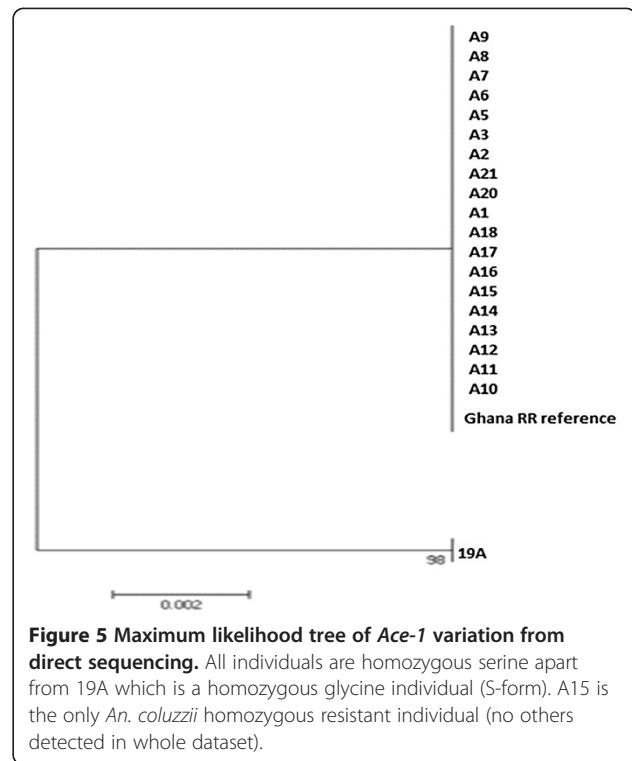 A9
A8
A7
A6
A5
A3
A2
A21
A20
A1
A18
A17
A16
A15
A14
A13
A12
A11
A10
Ghana RR reference
98 19A
0.002
Figure 5 Maximum likelihood tree of Ace-1 variation from
direct sequencing. All individuals are homozygous serine apart
from 19A which is a homozygous glycine individual (S-form). A15 is
the only An. coluzzii homozygous resistant individual (no others
detected in whole dataset).